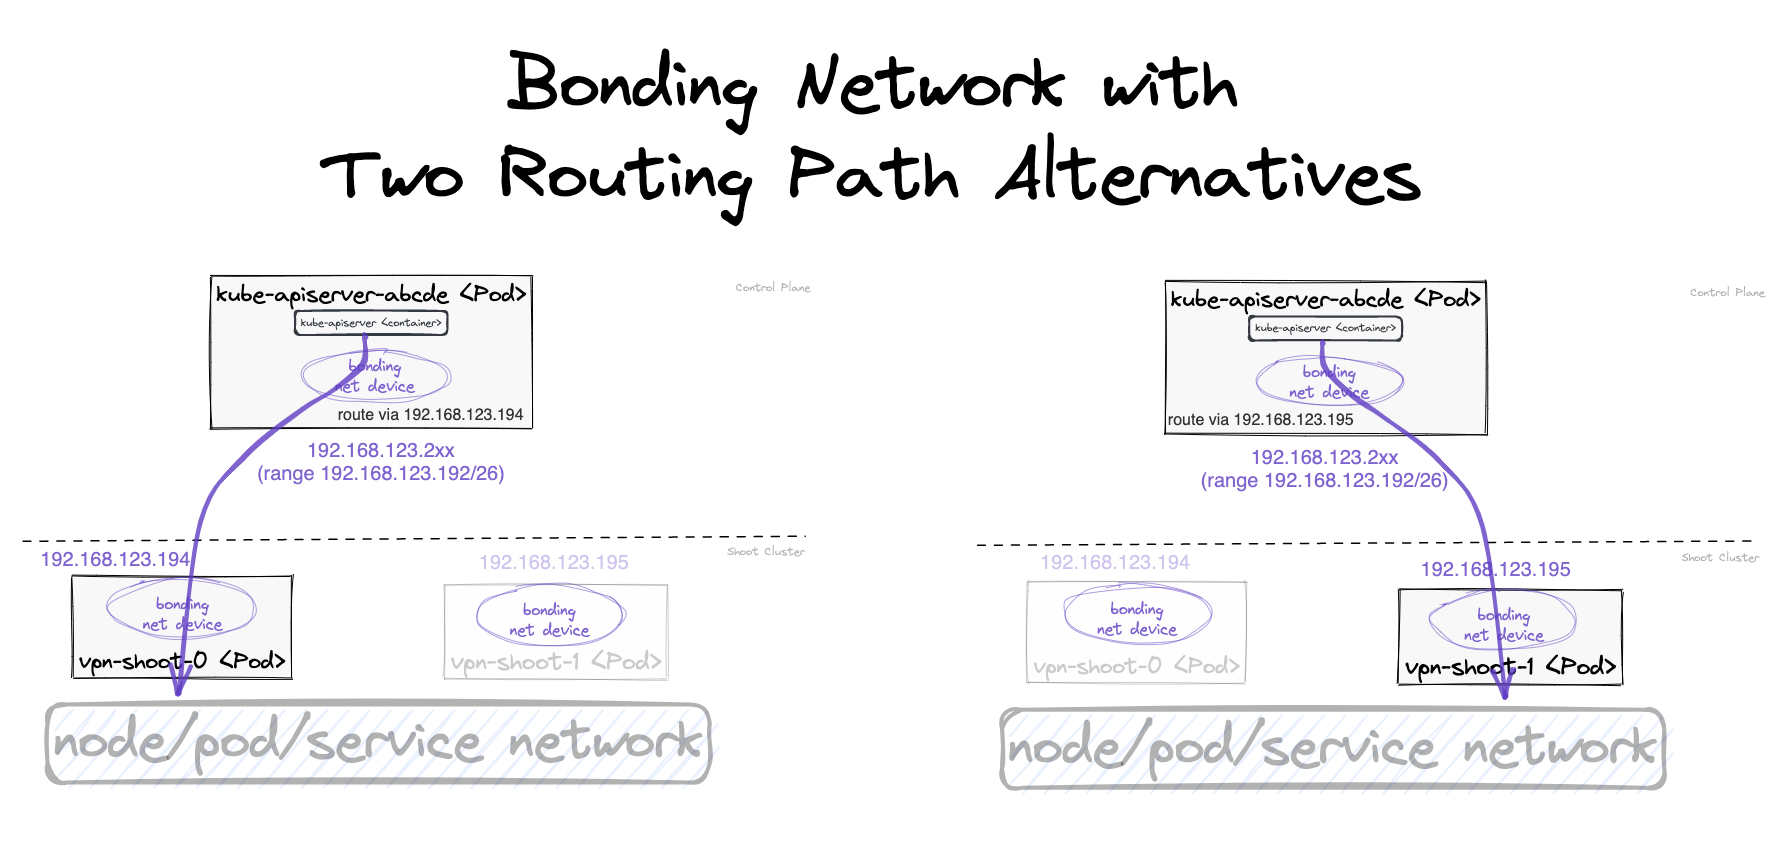 Bonding Network with
Two Routing Path Alternatives
kube-apiserver-abcde <Pod>
kube-apiserver <container>
bonding
net device
route via 192.168.123.194
192.168.123.2xx
(range 192.168.123.192/26)
Control Plane
192.168.123.194
192.168.123.195
Shoot Cluster
bonding
net device
vpn-shoot-0 <Pod>
bonding
net device
vpn-shoot-1 <Pod>
node/pod/service network
kube-apiserver-abcde <Pod>
kube-apiserver <container>
bonding
net device
route via 192.168.123.195
192.168.123.2xx
(range 192.168.123.192/26)
Control Plane
192.168.123.194
192.168.123.195
Shoot Cluster
bonding
net device
vpn-shoot-0 <Pod>
bonding
net device
vpn-shoot-1 <Pod>
node/pod/service network